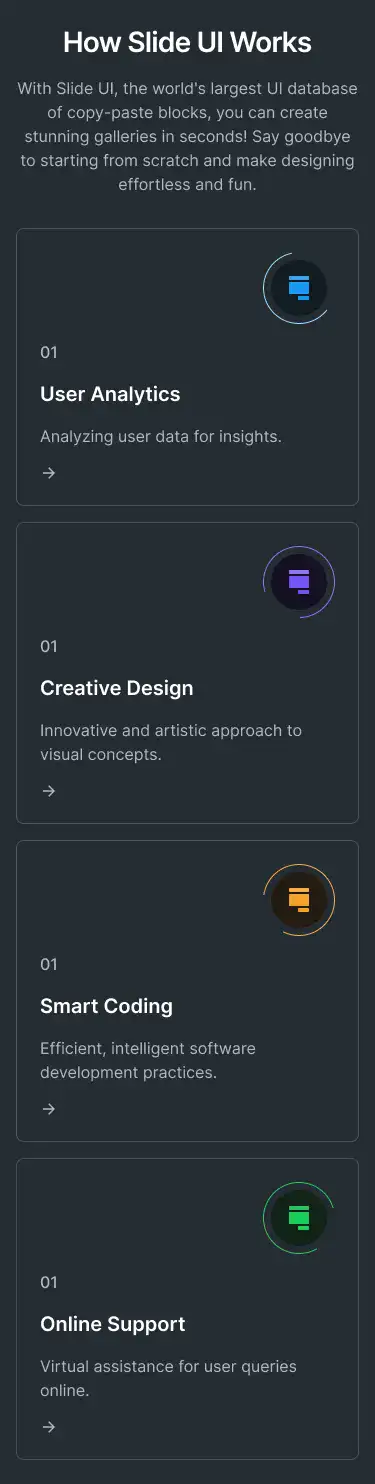 How Slide UI Works
With Slide UI, the world's largest UI database
of copy-paste blocks, you can create
stunning galleries in seconds! Say goodbye
to starting from scratch and make designing
effortless and fun.
01
User Analytics
Analyzing user data for insights.
01
Creative Design
Innovative and artistic approach to
visual concepts.
01
Smart Coding
Efficient, intelligent software
development practices.
01
Online Support
Virtual assistance for user queries
online.